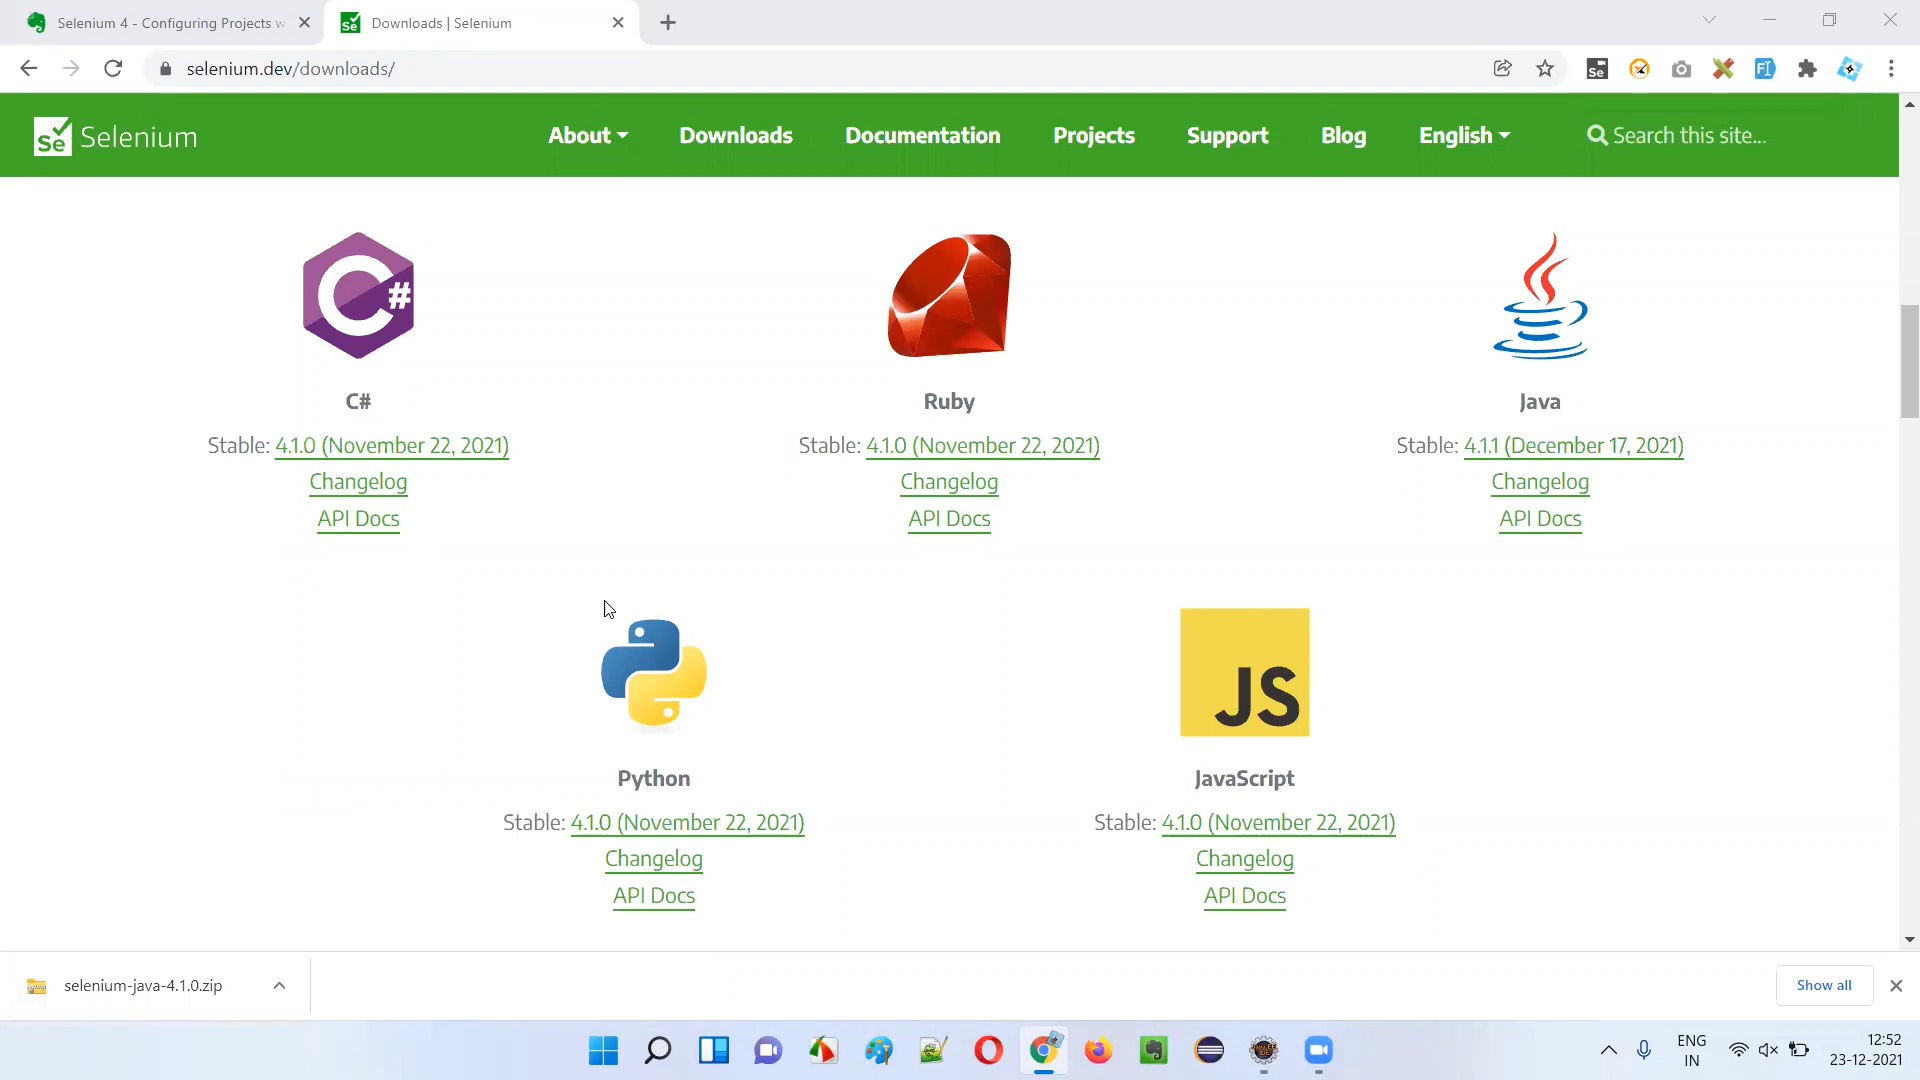 Selenium 4 - Configuring Projects w
Downloads | Selenium
selenium.dev/downloads/
Se
FI
Se Selenium
About
Downloads
Documentation
Projects
Support
Blog
English
Search this site...
C#
C#
Ruby
Java
Stable: 4.1.0 (November 22, 2021)
Stable: 4.1.0 (November 22, 2021)
Stable: 4.1.1 (December 17, 2021)
Changelog
Changelog
Changelog
API Docs
API Docs
API Docs
JS
Python
JavaScript
Stable: 4.1.0 (November 22, 2021)
Stable: 4.1.0 (November 22, 2021)
Changelog
Changelog
API Docs
API Docs
selenium-java-4.1.0.zip
Show all
ENG
IN
12:52
23-12-2021